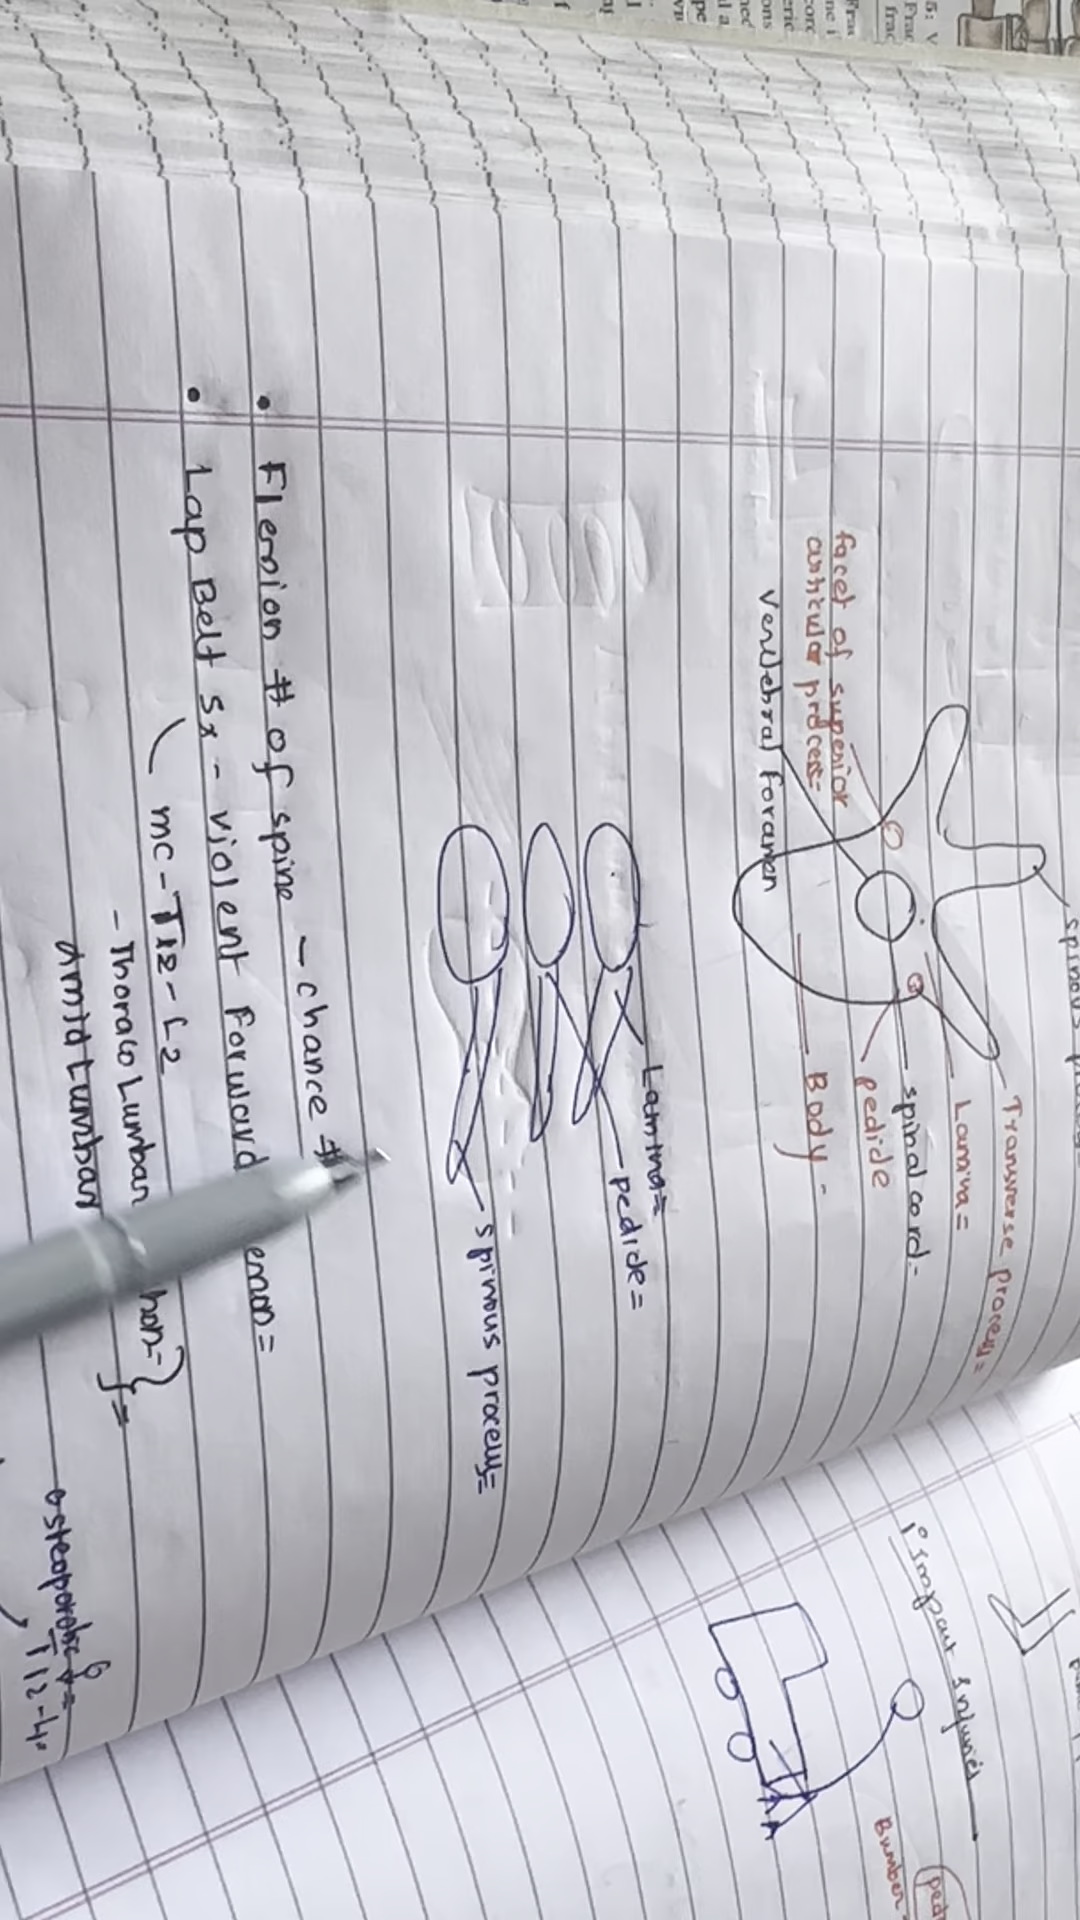 Transverse process=
Lamina=
spinal cord.-
pedicle
Body -
facet of superior
articular process=
vertebral foramen
Lamina=
pedicle=
spinous process=
• Flexion # of spine - chance #
• Lap Belt Sx - violent Forward
mc - T12 - L2
- Thoraco Lumbar
&mid Lumbar
osteoporotic
T12-L
1° Impact Injuries
Bumber